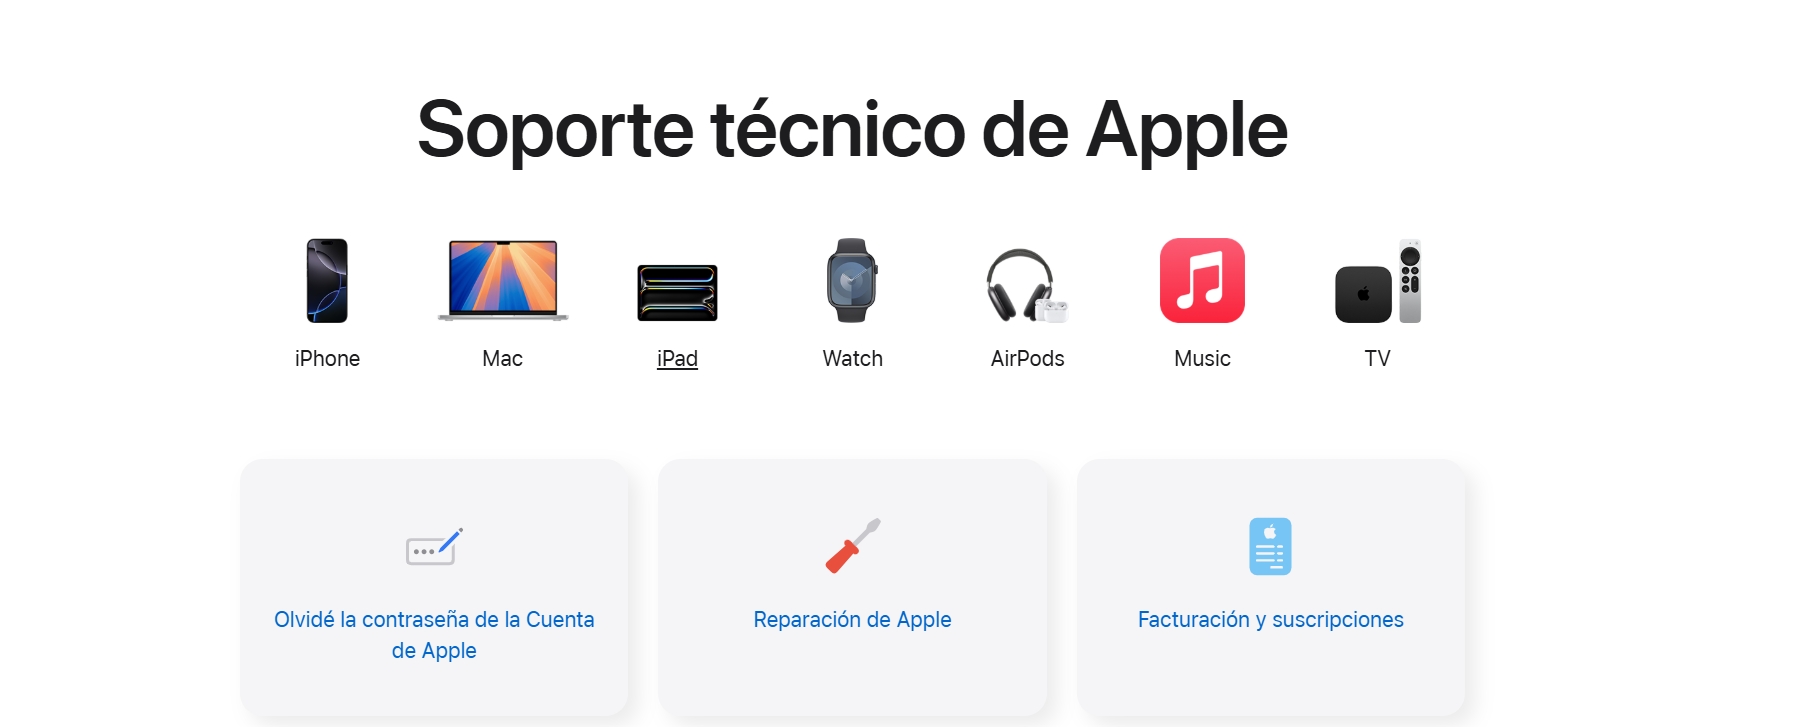 Soporte técnico de Apple
iPhone
Mac
iPad
Watch
AirPods
Music
TV
Olvidé la contraseña de la Cuenta
de Apple
Reparación de Apple
Facturación y suscripciones